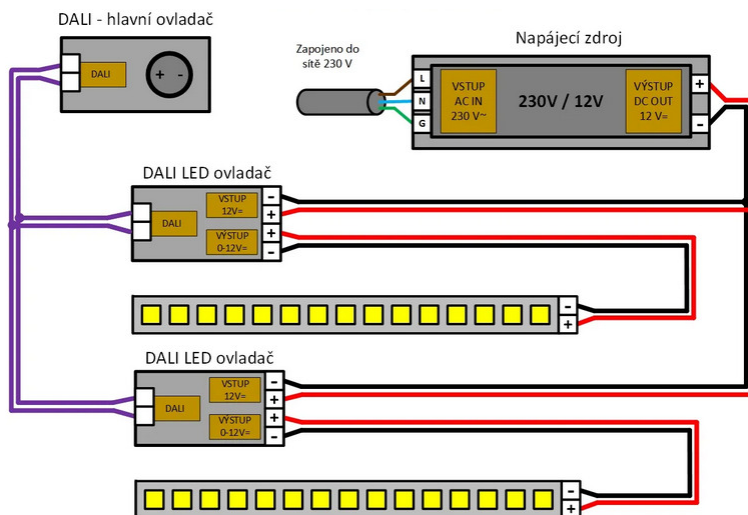 DALI - hlavní ovladač
DALI
+ -
Zapojeno do
sítě 230 V
Napájecí zdroj
L
N
G
VSTUP
AC IN
230 V~
230V / 12V
VÝSTUP
DC OUT
12 V=
+
-
DALI LED ovladač
DALI
VSTUP
12V=
VÝSTUP
0-12V=
-
+
+
-
-
+
DALI LED ovladač
DALI
VSTUP
12V=
VÝSTUP
0-12V=
-
+
+
-
-
+